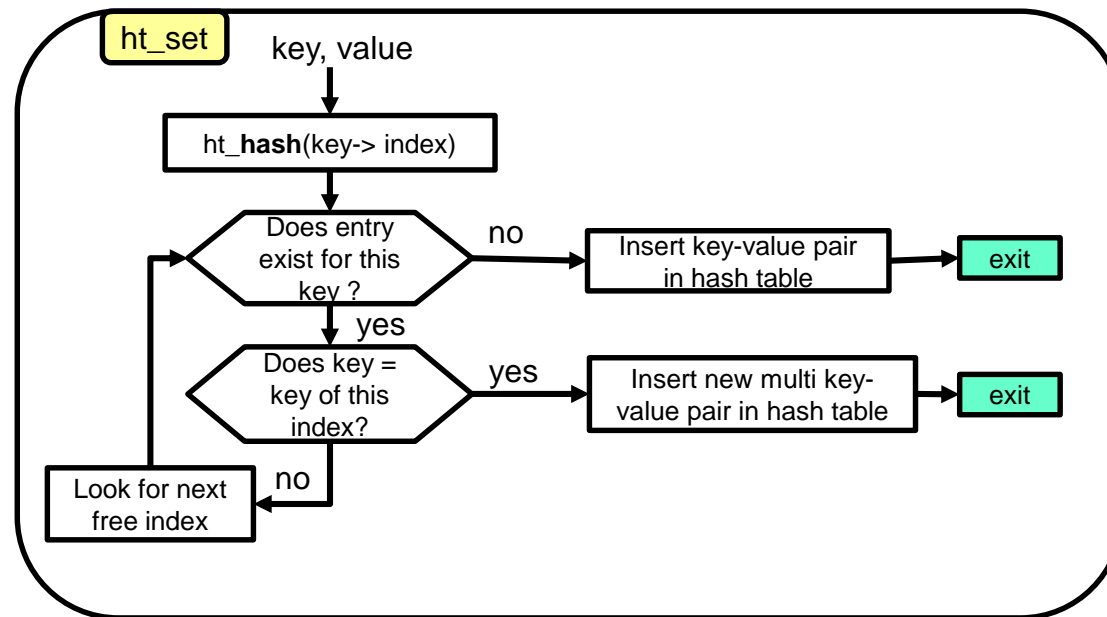 ht_set
key, value
ht_hash(key-> index)
Does entry
exist for this
key ?
no
Insert key-value pair
in hash table
exit
yes
Does key =
key of this
index?
yes
Insert new multi key-
value pair in hash table
exit
no
Look for next
free index